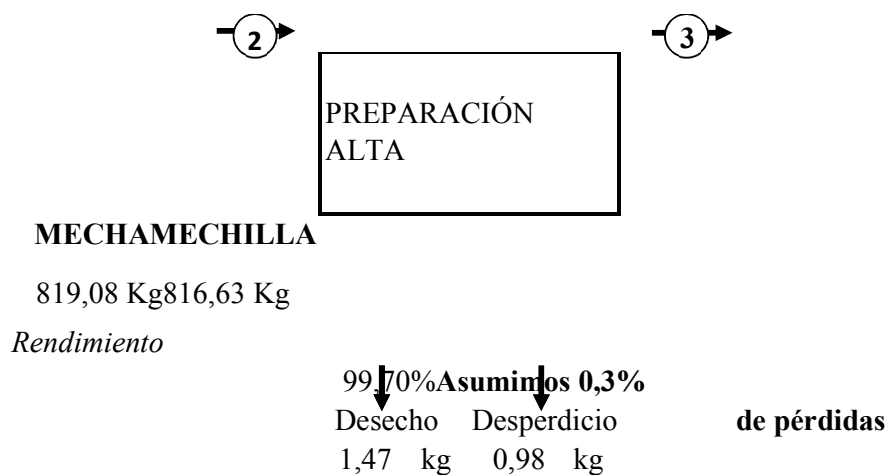 2 3
PREPARACIÓN
ALTA
MECHAMECHILLA
819,08 Kg816,63 Kg
Rendimiento
99,70%Asumimos 0,3%
Desecho Desperdicio de pérdidas
1,47 kg 0,98 kg